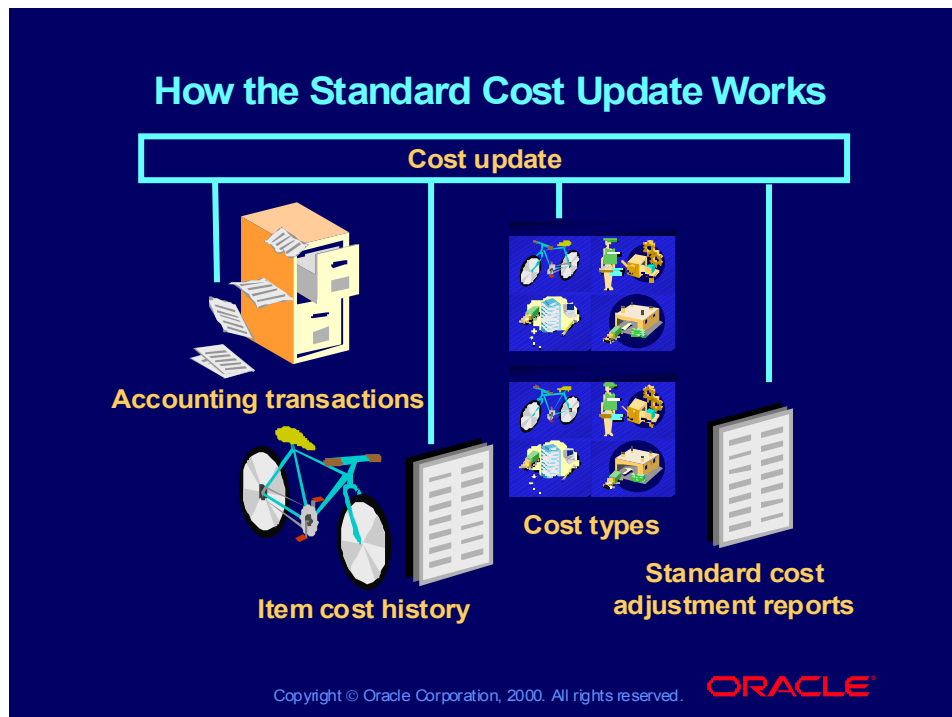 How the Standard Cost Update Works
Cost update
Accounting transactions
Item cost history
Cost types
Standard cost
adjustment reports
Copyright © Oracle Corporation, 2000. All rights reserved.
ORACLE®